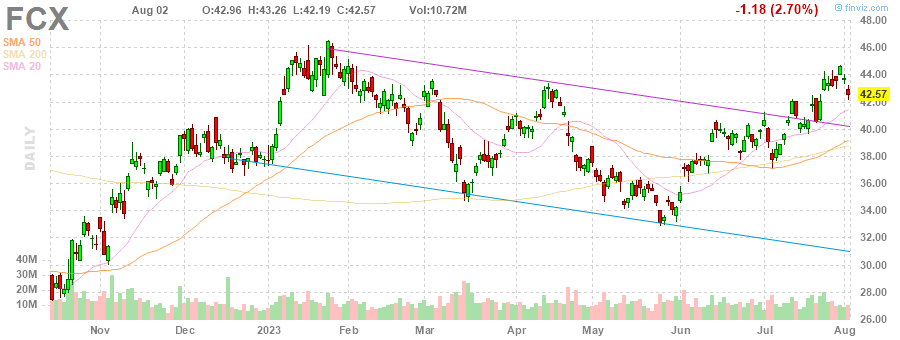 FCX Aug 02 O:42.96 H:43.26 L:42.19 C:42.57 Vol:10.72M -1.18 (2.70%) © finviz.com
SMA 50
SMA 200
SMA 20
DAILY
48.00
46.00
44.00
42.57
42.00
40.00
38.00
36.00
34.00
32.00
30.00
28.00
26.00
40M
30M
20M
10M
Nov Dec 2023 Feb Mar Apr May Jun Jul Aug